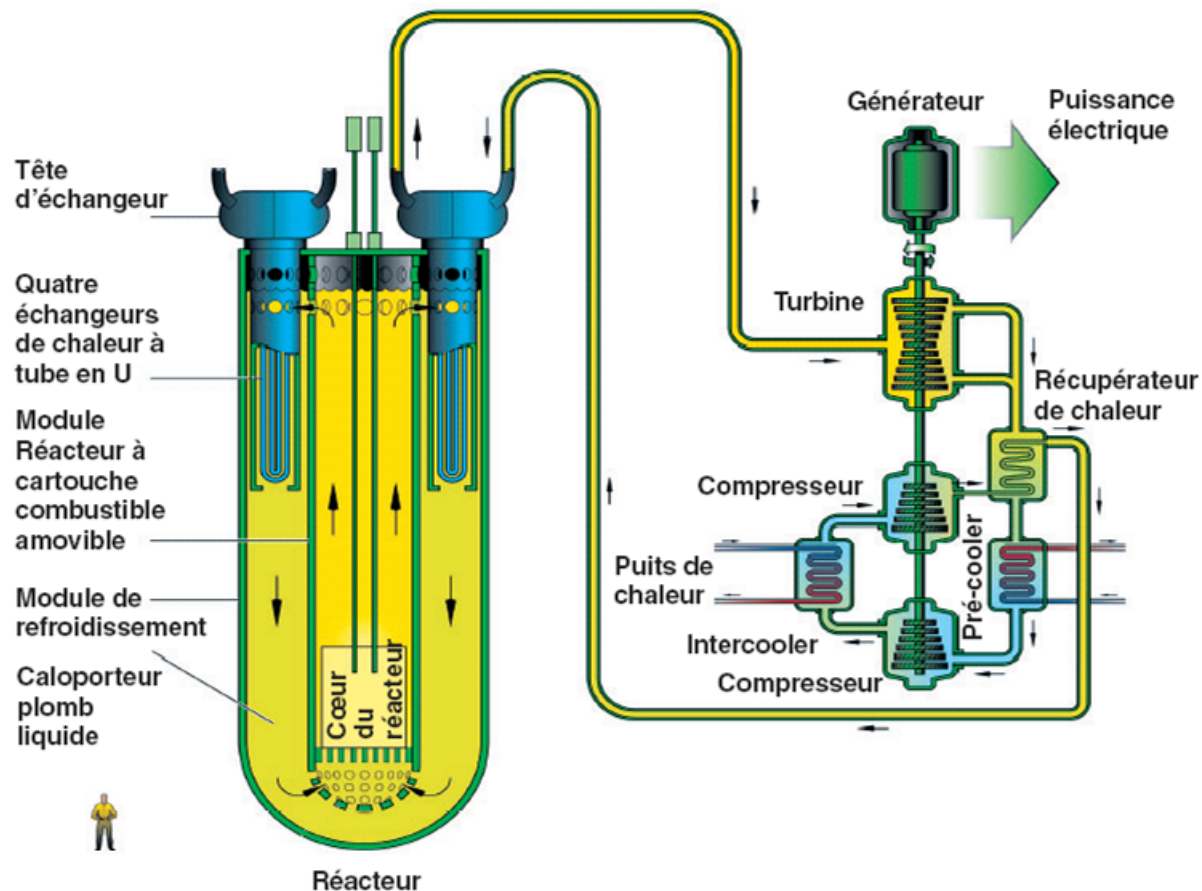 Tête
d'échangeur
Quatre
échangeurs
de chaleur à
tube en U
Module
Réacteur à
cartouche
combustible
amovible
Module de
refroidissement
Caloporteur
plomb
liquide
Cœur
du
réacteur
Réacteur
Générateur
Puissance
électrique
Turbine
Récupérateur
de chaleur
Compresseur
Puits de
chaleur
Pré-cooler
Intercooler
Compresseur